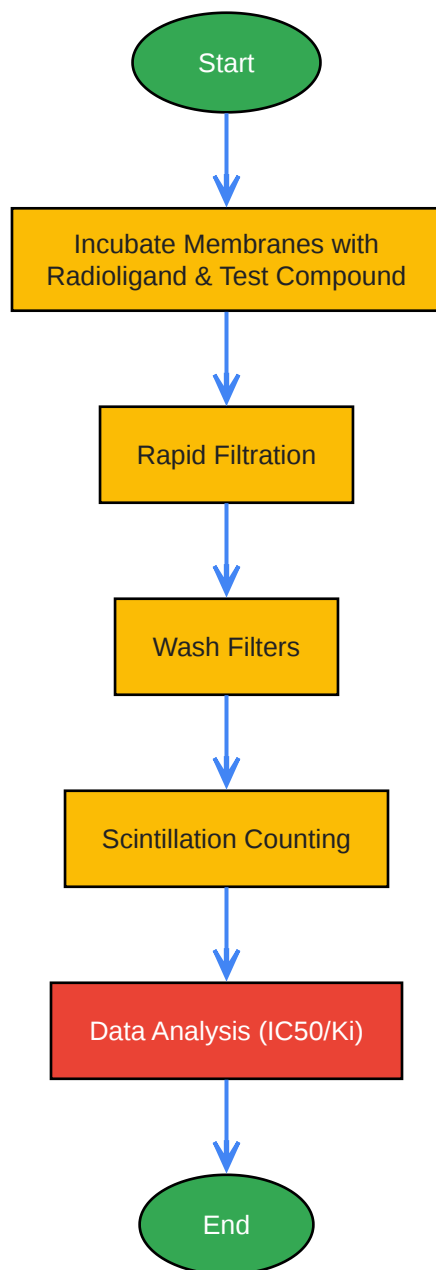 Start
Incubate Membranes with
Radioligand & Test Compound
Rapid Filtration
Wash Filters
Scintillation Counting
Data Analysis (IC50/Ki)
End